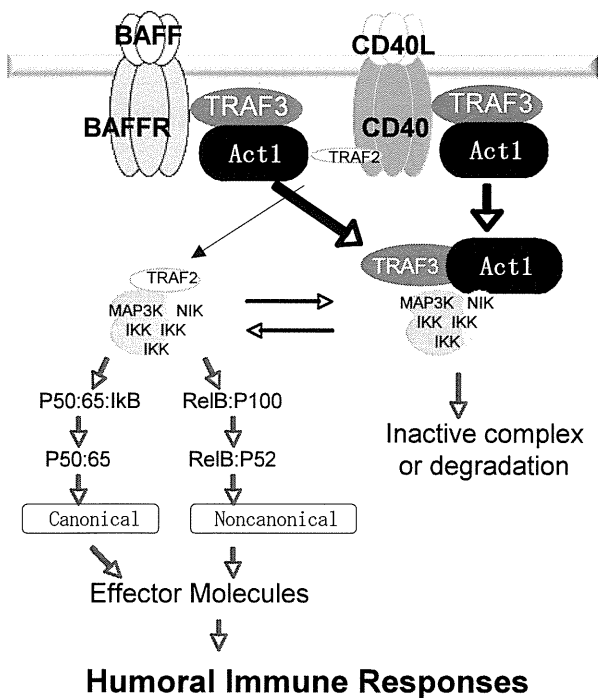 BAFF
CD40L
BAFFR
TRAF3
CD40
TRAF3
Act1
TRAF2
Act1
TRAF2
TRAF3
Act1
MAP3K NIK
IKK IKK
IKK
MAP3K NIK
IKK IKK
IKK
P50:65:IkB
RelB:P100
Inactive complex
or degradation
P50:65
RelB:P52
Canonical
Noncanonical
Effector Molecules
Humoral Immune Responses